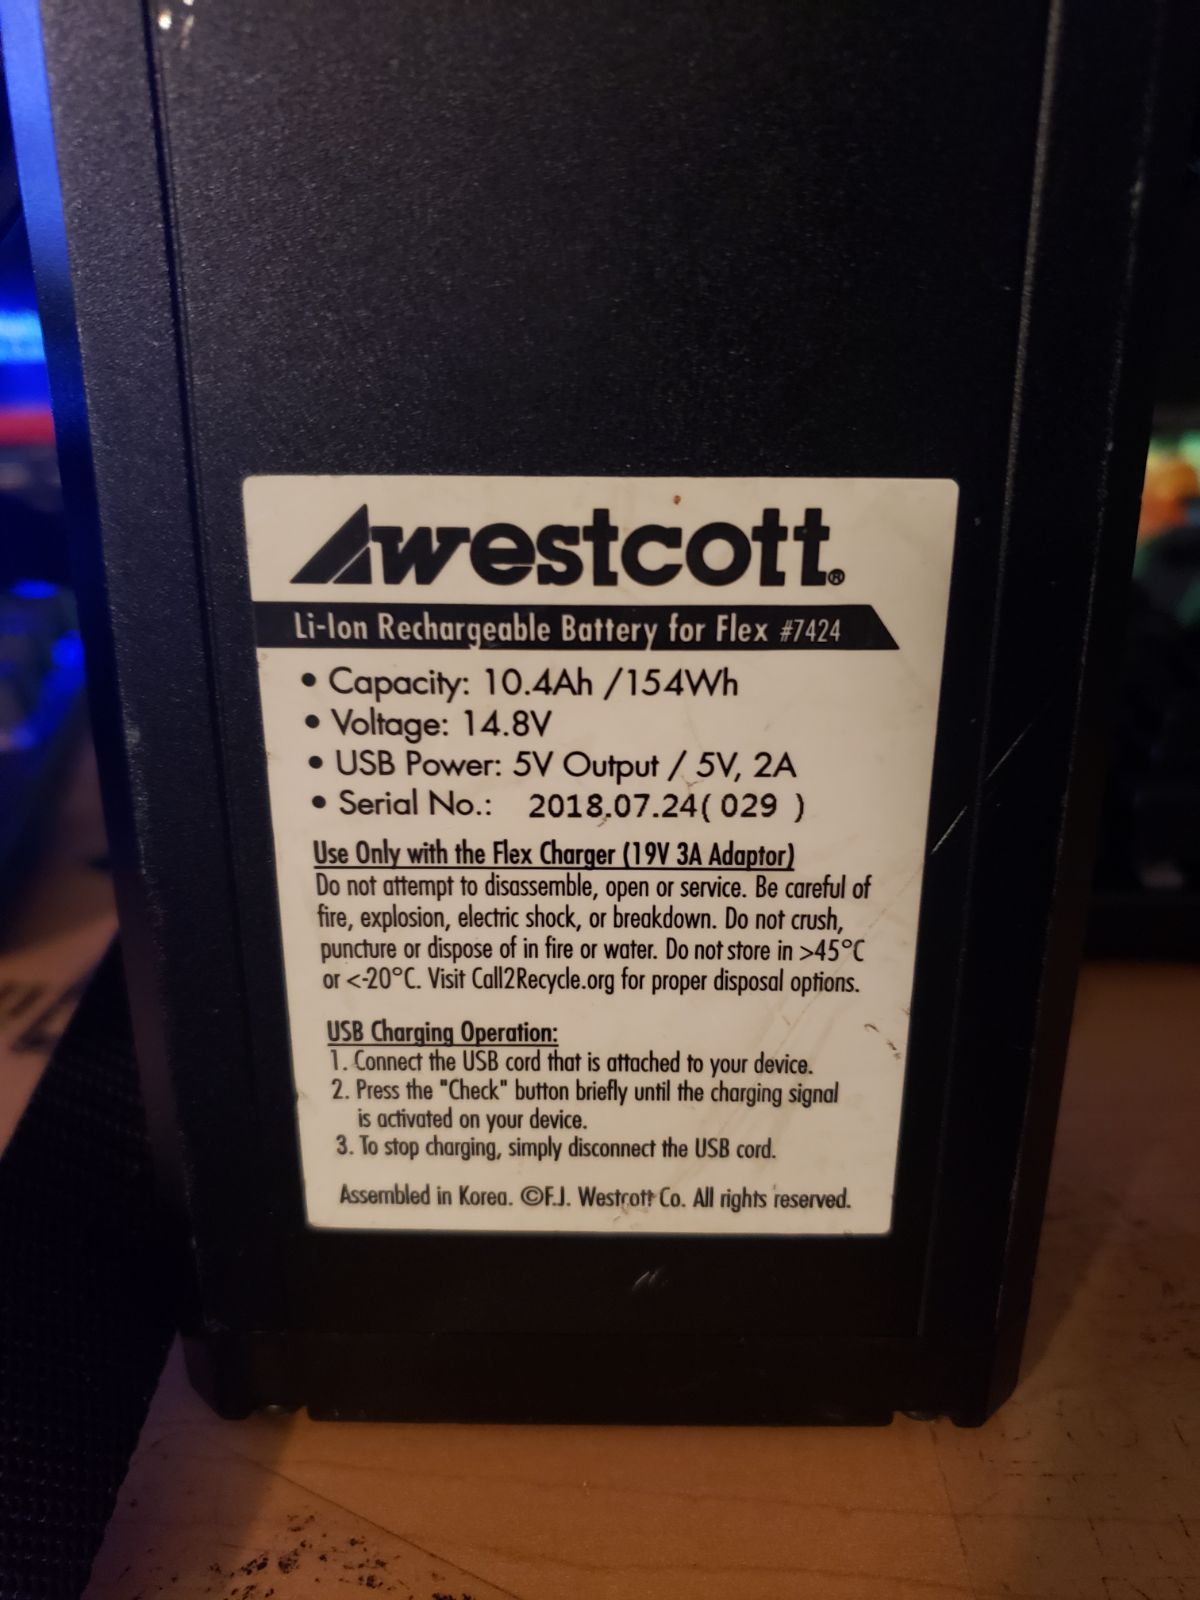 westcott®
Li-Ion Rechargeable Battery for Flex #7424
• Capacity: 10.4Ah /154Wh
• Voltage: 14.8V
• USB Power: 5V Output / 5V, 2A
• Serial No.: 2018.07.24( 029 )
Use Only with the Flex Charger (19V 3A Adaptor)
Do not attempt to disassemble, open or service. Be careful of
fire, explosion, electric shock, or breakdown. Do not crush,
puncture or dispose of in fire or water. Do not store in >45°C
or <-20°C. Visit Call2Recycle.org for proper disposal options.
USB Charging Operation:
1. Connect the USB cord that is attached to your device.
2. Press the "Check" button briefly until the charging signal
is activated on your device.
3. To stop charging, simply disconnect the USB cord.
Assembled in Korea. ©F.J. Westcott Co. All rights reserved.